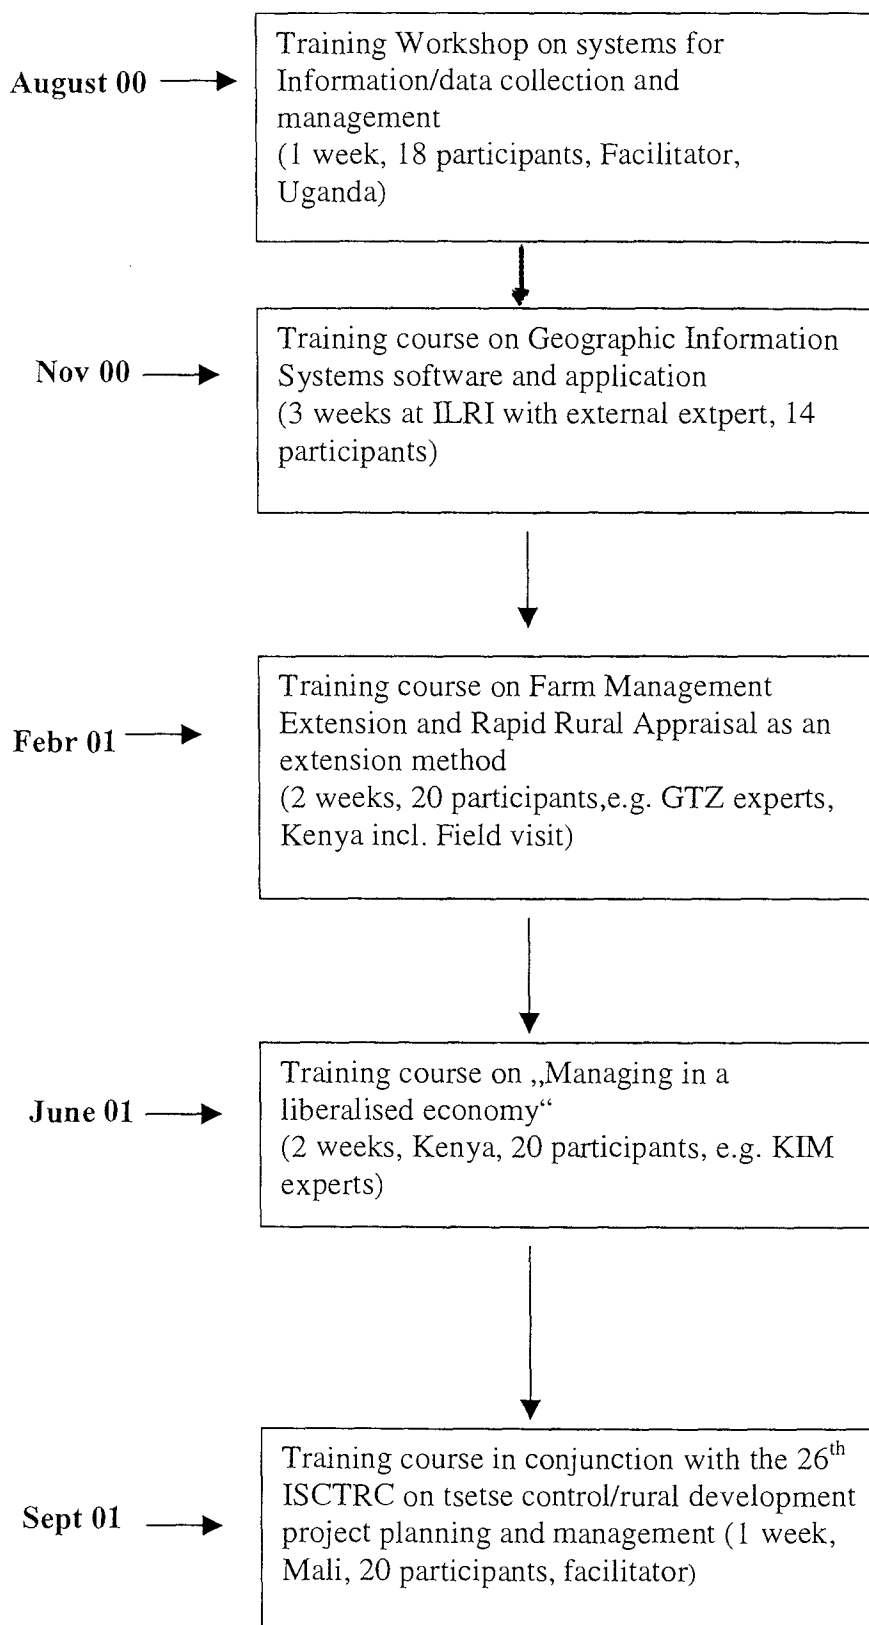 August 00
Training Workshop on systems for
Information/data collection and
management
(1 week, 18 participants, Facilitator,
Uganda)
Nov 00
Training course on Geographic Information
Systems software and application
(3 weeks at ILRI with external extpert, 14
participants)
Febr 01
Training course on Farm Management
Extension and Rapid Rural Appraisal as an
extension method
(2 weeks, 20 participants,e.g. GTZ experts,
Kenya incl. Field visit)
June 01
Training course on „Managing in a
liberalised economy“
(2 weeks, Kenya, 20 participants, e.g. KIM
experts)
Sept 01
Training course in conjunction with the 26th
ISCTRC on tsetse control/rural development
project planning and management (1 week,
Mali, 20 participants, facilitator)